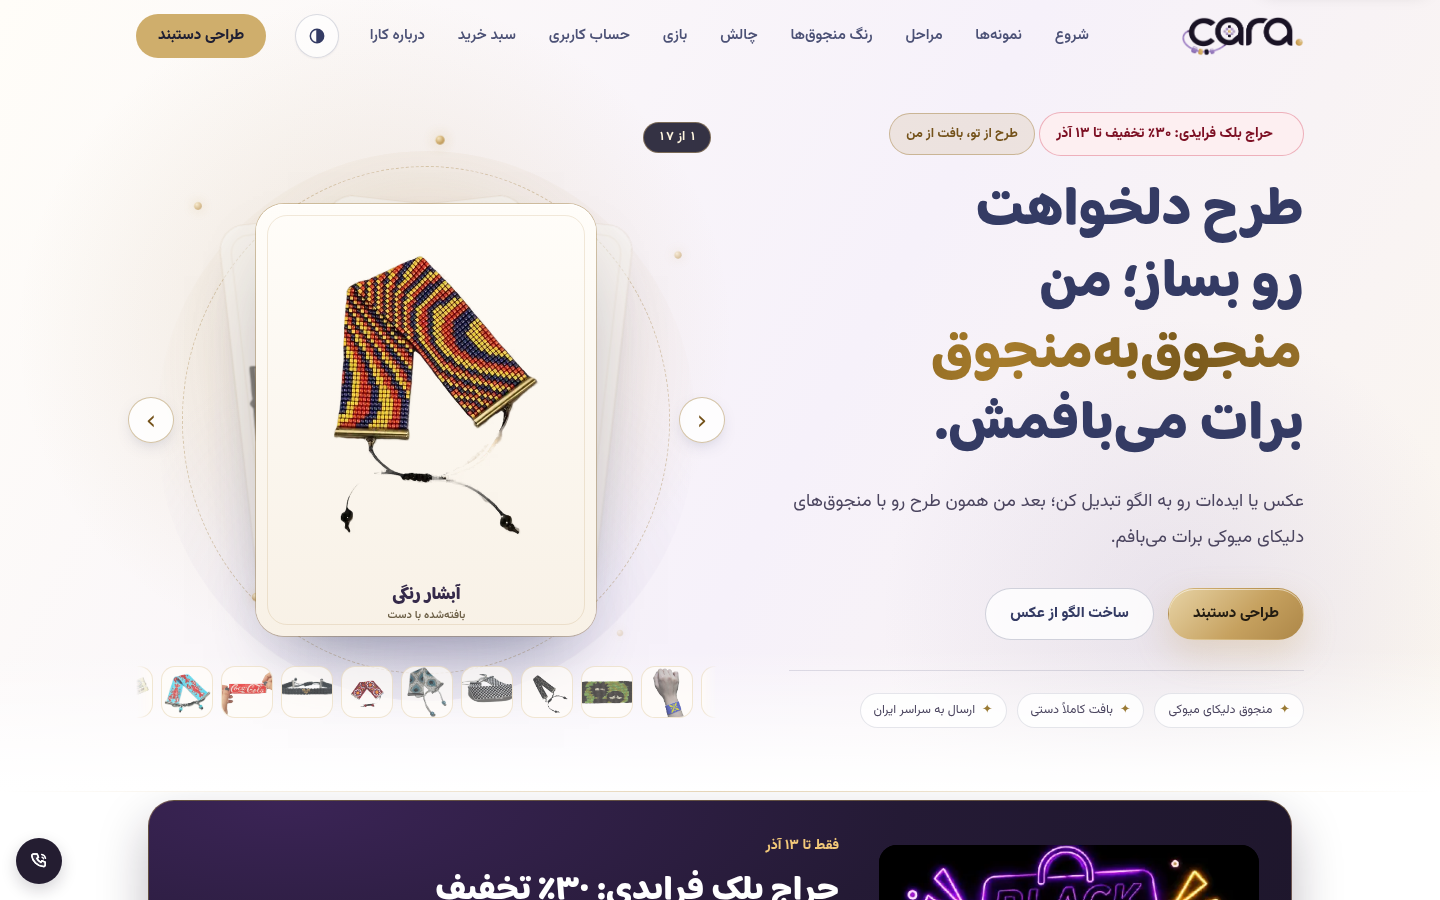 cara.
شروع
نمونه‌ها
مراحل
رنگ منجوق‌ها
چالش
بازی
حساب کاربری
سبد خرید
درباره کارا
طراحی دستبند
حراج بلک فرایدی: ۳۰٪ تخفیف تا ۱۳ آذر
طرح از تو، بافت از من
طرح دلخواهت
رو بساز؛ من
منجوق‌به‌منجوق
برات می‌بافمش.
عکس یا ایده‌ات رو به الگو تبدیل کن؛ بعد من همون طرح رو با منجوق‌های
دلیکای میوکی برات می‌بافم.
طراحی دستبند
ساخت الگو از عکس
منجوق دلیکای میوکی
بافت کاملاً دستی
ارسال به سراسر ایران
۱ از ۱۷
آبشار رنگی
بافته‌شده با دست
Coca-Cola
فقط تا ۱۳ آذر
حراج بلک فرایدی: ۳۰٪ تخفیف
BLACK